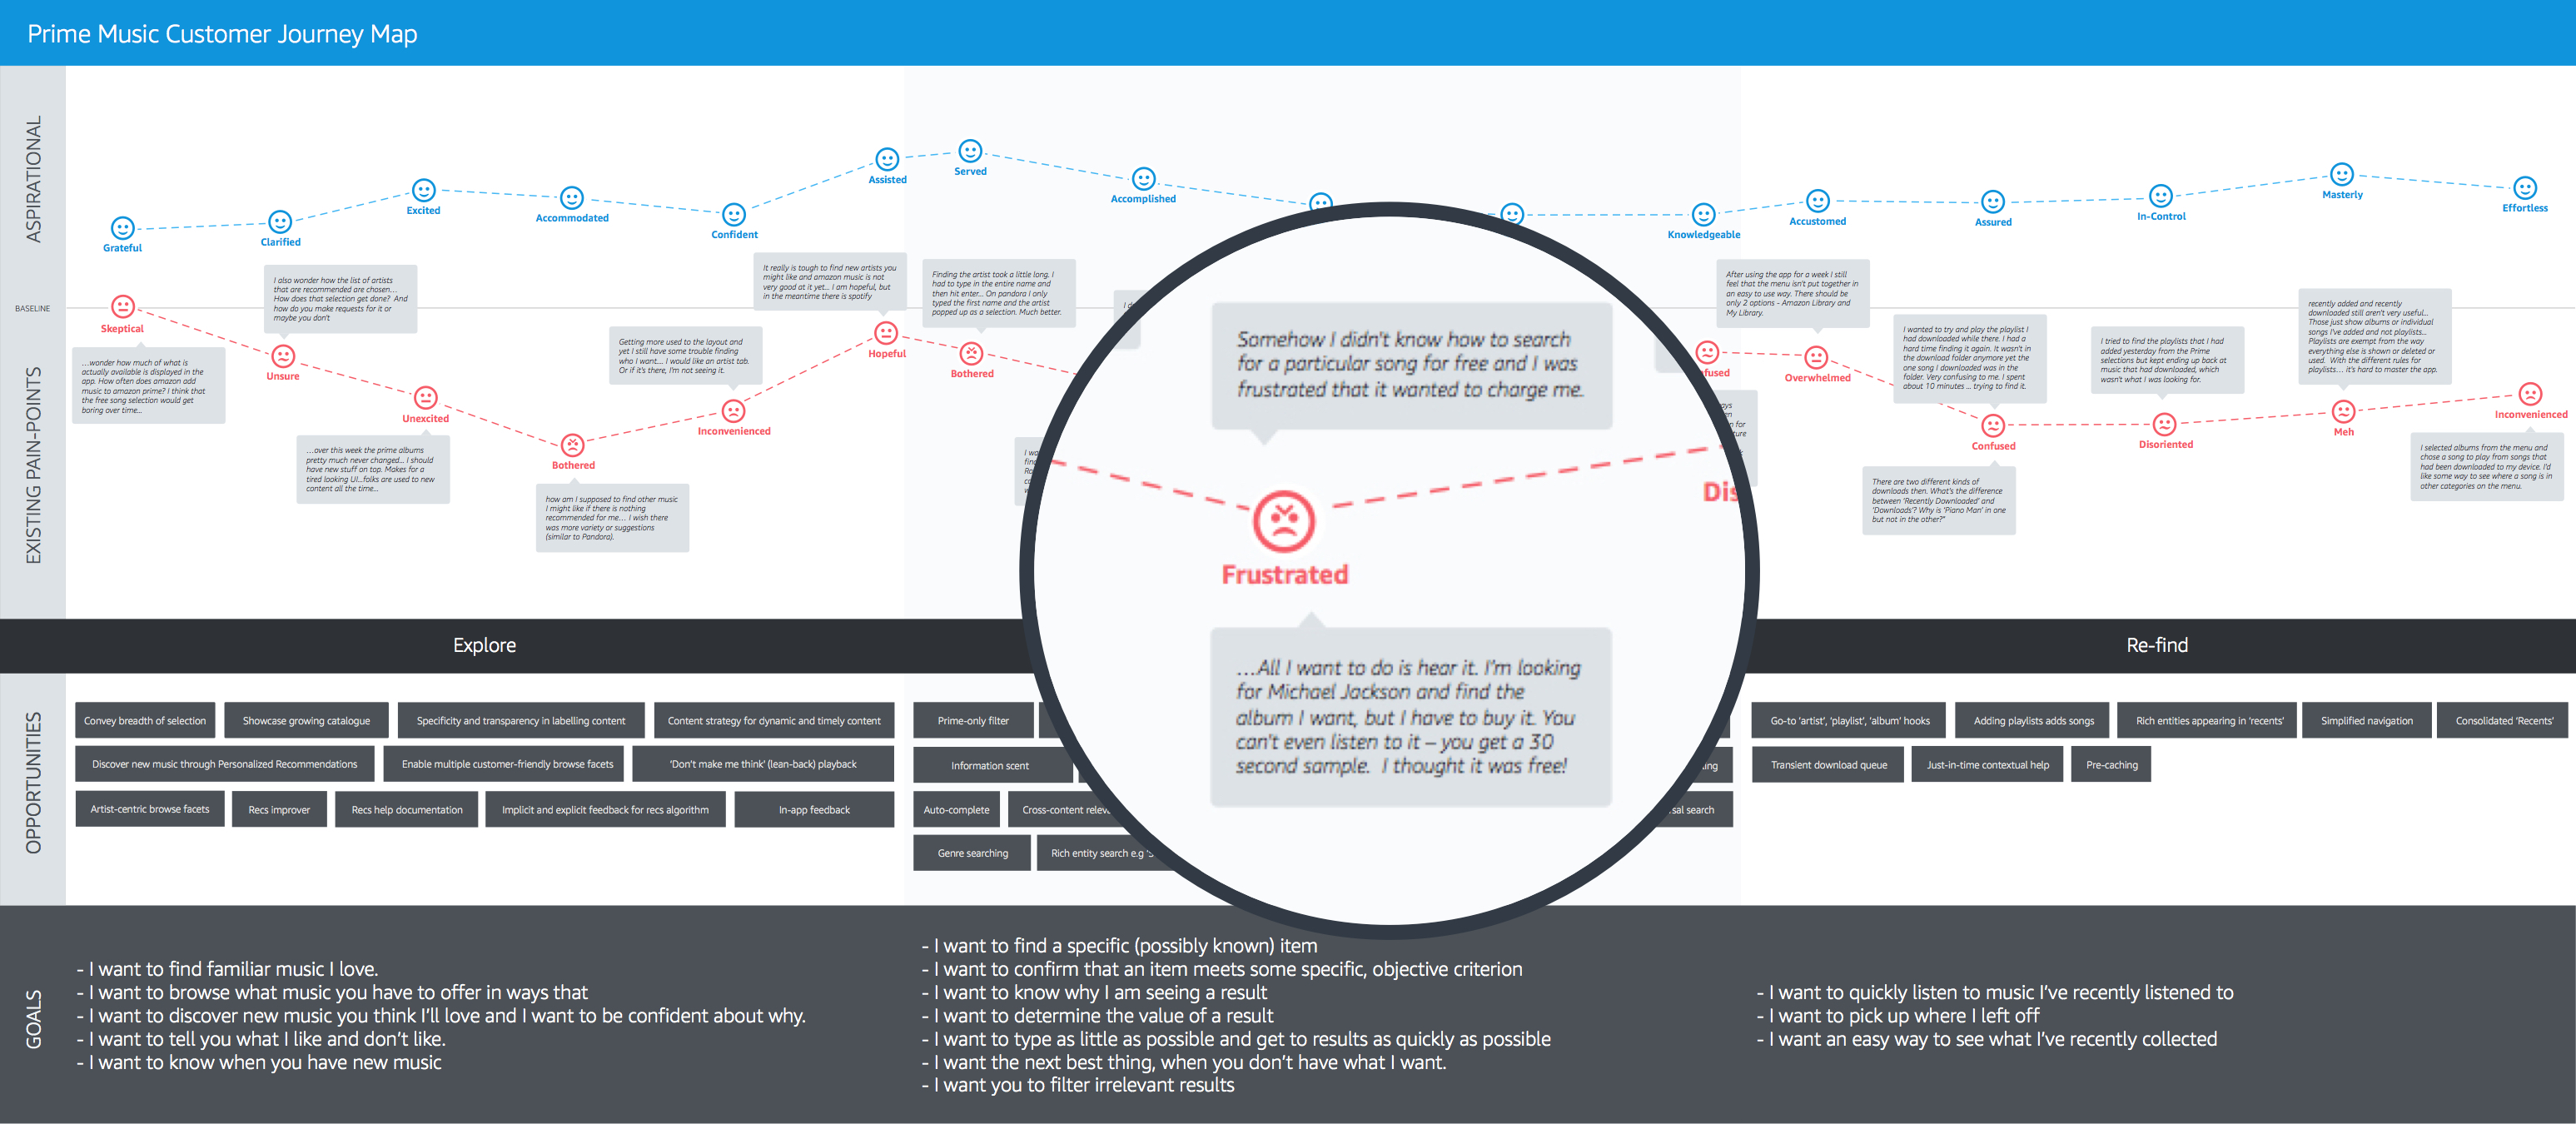 Prime Music Customer Journey Map
ASPIRATIONAL
Grateful
Clarified
Excited
Accommodated
Confident
Assisted
Served
Accomplished
Knowledgeable
Accustomed
Assured
In-Control
Masterly
Effortless
BASELINE
EXISTING PAIN-POINTS
Skeptical
...wonder how much of what is
actually available is displayed in the
app. How often does amazon add
music to amazon prime? I think that
the free song selection would get
boring over time...
I also wonder how the list of artists
that are recommended are chosen...
How does that selection get done? And
how do you make requests for it or
maybe you don't
Unsure
Unexcited
...over this week the prime albums
pretty much never changed... I should
have new stuff on top. Makes for a
tired looking UI...folks are used to new
content all the time...
Bothered
how am I supposed to find other music
I might like if there is nothing
recommended for me... I wish there
was more variety or suggestions
(similar to Pandora).
Getting more used to the layout and
yet I still have some trouble finding
who I want... I would like an artist tab.
Or if it's there, I'm not seeing it.
Inconvenienced
It really is tough to find new artists you
might like and amazon music is not
very good at it yet... I am hopeful, but
in the meantime there is spotify
Hopeful
Finding the artist took a little long. I
had to type in the entire name and
then hit enter... On pandora I only
typed the first name and the artist
popped up as a selection. Much better.
Bothered
Somehow I didn't know how to search
for a particular song for free and I was
frustrated that it wanted to charge me.
Frustrated
...All I want to do is hear it. I'm looking
for Michael Jackson and find the
album I want, but I have to buy it. You
can't even listen to it – you get a 30
second sample. I thought it was free!
Dis
fused
After using the app for a week I still
feel that the menu isn't put together in
an easy to use way. There should be
only 2 options - Amazon Library and
My Library.
Overwhelmed
I wanted to try and play the playlist I
had downloaded while there. I had a
hard time finding it again. It wasn't in
the download folder anymore yet the
one song I downloaded was in the
folder. Very confusing to me. I spent
about 10 minutes ... trying to find it.
Confused
There are two different kinds of
downloads then. What's the difference
between 'Recently Downloaded' and
'Downloads'? Why is 'Piano Man' in one
but not in the other?"
I tried to find the playlists that I had
added yesterday from the Prime
selections but kept ending up back at
music that had downloaded, which
wasn't what I was looking for.
Disoriented
recently added and recently
downloaded still aren't very useful...
Those just show albums or individual
songs I've added and not playlists...
Playlists are exempt from the way
everything else is shown or deleted or
used. With the different rules for
playlists... it's hard to master the app.
Meh
Inconvenienced
I selected albums from the menu and
chose a song to play from songs that
had been downloaded to my device. I'd
like some way to see where a song is in
other categories on the menu.
Explore
Re-find
OPPORTUNITIES
Convey breadth of selection
Showcase growing catalogue
Specificity and transparency in labelling content
Content strategy for dynamic and timely content
Discover new music through Personalized Recommendations
Enable multiple customer-friendly browse facets
'Don't make me think' (lean-back) playback
Artist-centric browse facets
Recs improver
Recs help documentation
Implicit and explicit feedback for recs algorithm
In-app feedback
Prime-only filter
Information scent
Auto-complete
Cross-content relev
sal search
Genre searching
Rich entity search e.g
Go-to 'artist', 'playlist', 'album' hooks
Adding playlists adds songs
Rich entities appearing in 'recents'
Simplified navigation
Consolidated 'Recents'
Transient download queue
Just-in-time contextual help
Pre-caching
GOALS
- I want to find familiar music I love.
- I want to browse what music you have to offer in ways that
- I want to discover new music you think I'll love and I want to be confident about why.
- I want to tell you what I like and don't like.
- I want to know when you have new music
- I want to find a specific (possibly known) item
- I want to confirm that an item meets some specific, objective criterion
- I want to know why I am seeing a result
- I want to determine the value of a result
- I want to type as little as possible and get to results as quickly as possible
- I want the next best thing, when you don't have what I want.
- I want you to filter irrelevant results
- I want to quickly listen to music I've recently listened to
- I want to pick up where I left off
- I want an easy way to see what I've recently collected